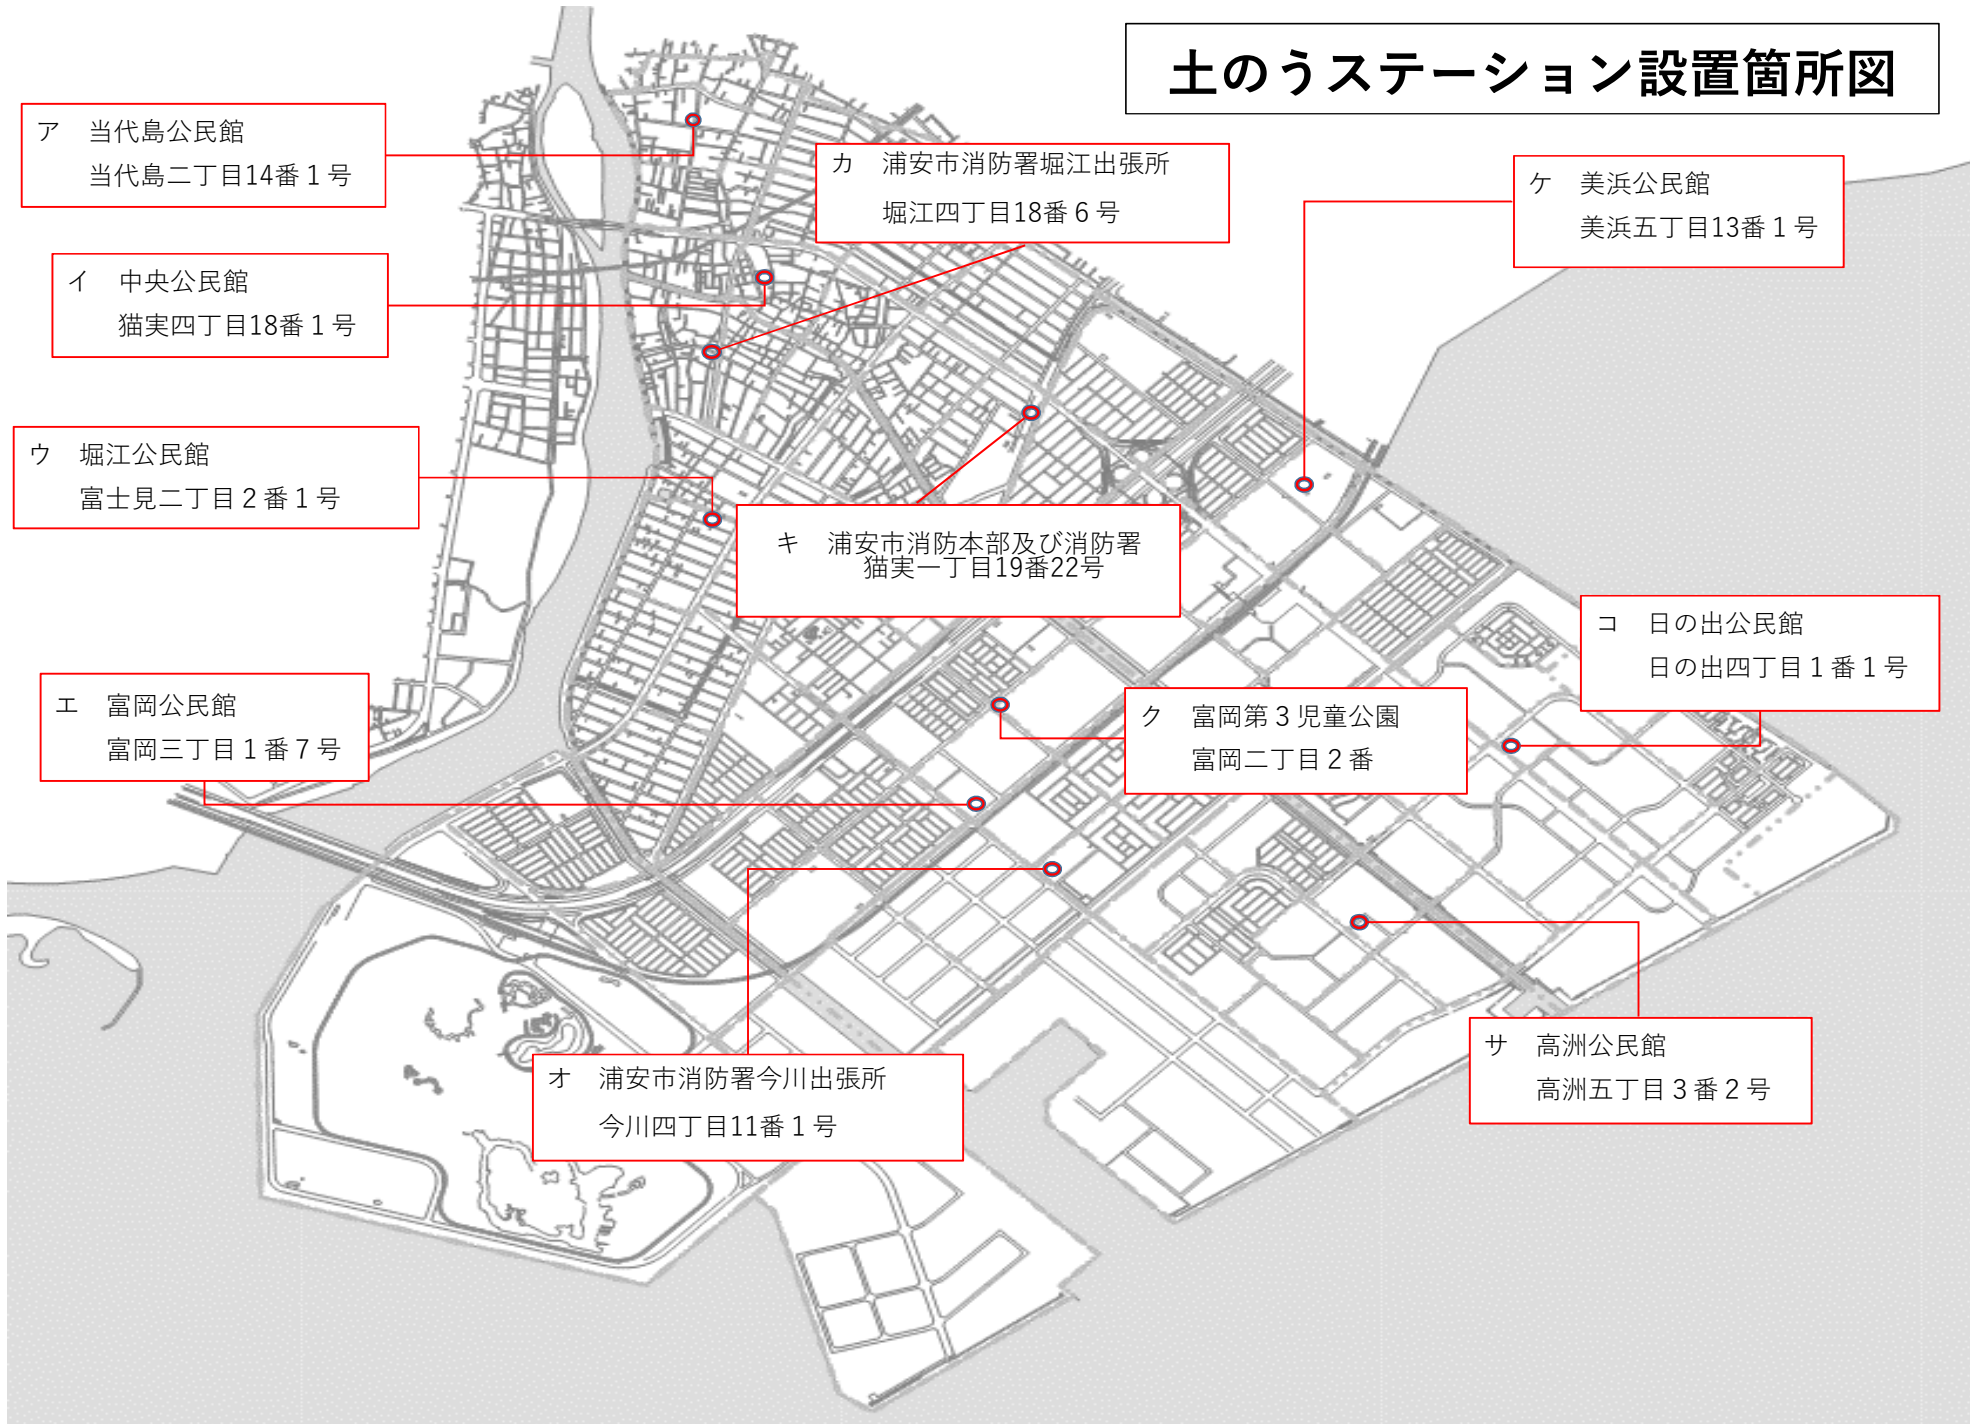 土のうステーション設置箇所図
ア 当代島公民館
当代島二丁目14番１号
イ 中央公民館
猫実四丁目18番１号
ウ 堀江公民館
富士見二丁目２番１号
エ 富岡公民館
富岡三丁目１番７号
オ 浦安市消防署今川出張所
今川四丁目11番１号
カ 浦安市消防署堀江出張所
堀江四丁目18番６号
キ 浦安市消防本部及び消防署
猫実一丁目19番22号
ク 富岡第３児童公園
富岡二丁目２番
ケ 美浜公民館
美浜五丁目13番１号
コ 日の出公民館
日の出四丁目１番１号
サ 高洲公民館
高洲五丁目３番２号